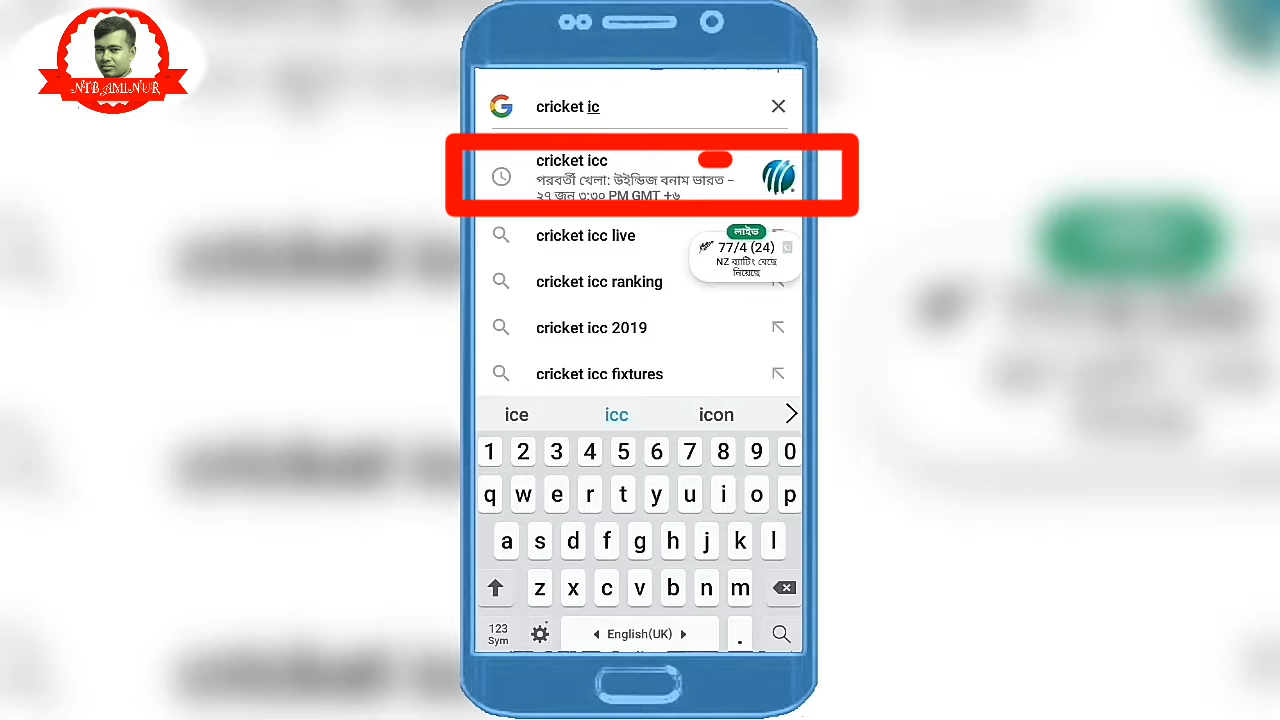 NTB AMINUR
cricket ic
cricket icc
পরবর্তী খেলা: উইন্ডিজ বনাম ভারত –
২৭ জুন ৩:৩০ PM GMT +৬
cricket icc live
লাইভ
77/4 (24)
NZ ব্যাটিং বেছে
নিয়েছে
cricket icc ranking
cricket icc 2019
cricket icc fixtures
ice icc icon
1 2 3 4 5 6 7 8 9 0
q w e r t y u i o p
a s d f g h j k l
z x c v b n m
123
Sym
English(UK)
.